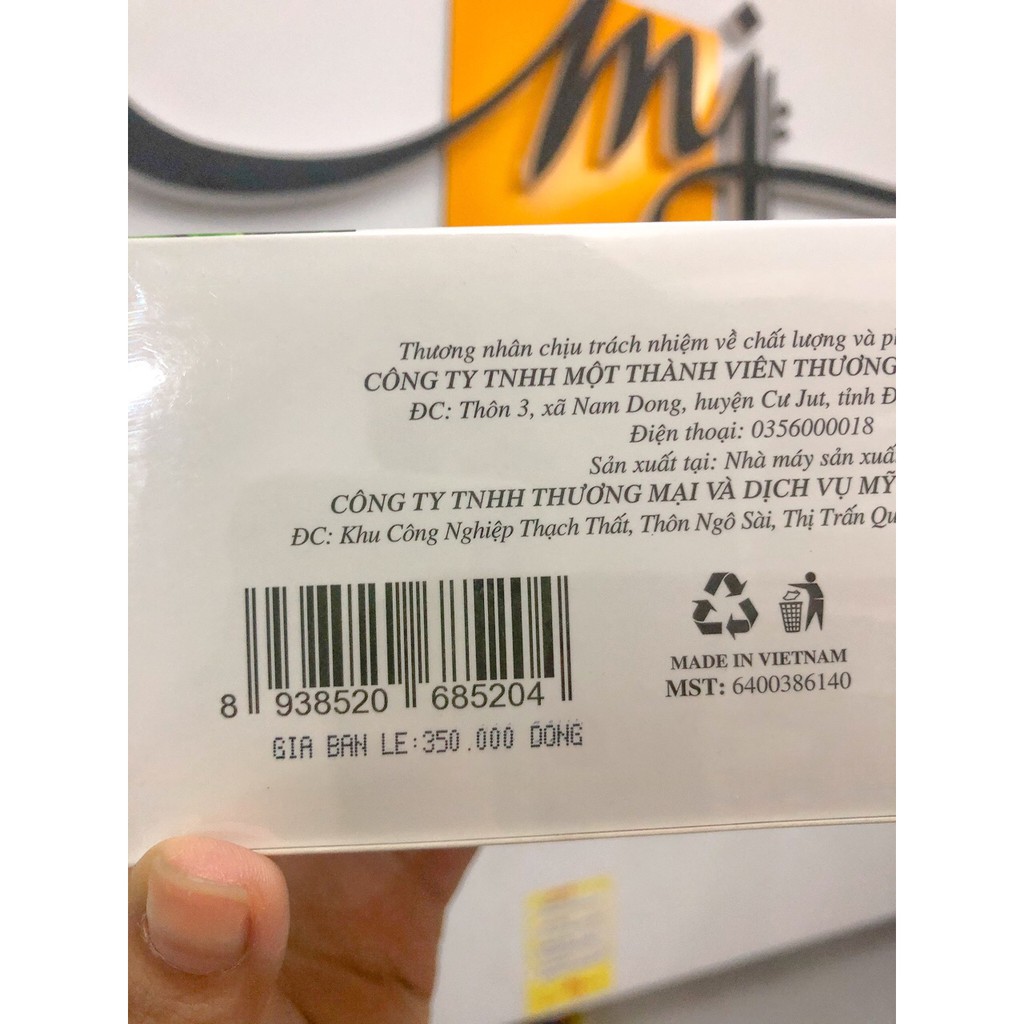 mj
Thương nhân chịu trách nhiệm về chất lượng và
CÔNG TY TNHH MỘT THÀNH VIÊN THƯƠNG
ĐC: Thôn 3, xã Nam Dong, huyện Cư Jut, tỉnh
Điện thoại: 0356000018
Sản xuất tại: Nhà máy sản xuất
CÔNG TY TNHH THƯƠNG MẠI VÀ DỊCH VỤ MỸ
ĐC: Khu Công Nghiệp Thạch Thất, Thôn Ngô Sài, Thị Trấn
8 938520 685204
GIA BAN LE:350.000 DONG
MADE IN VIETNAM
MST: 6400386140